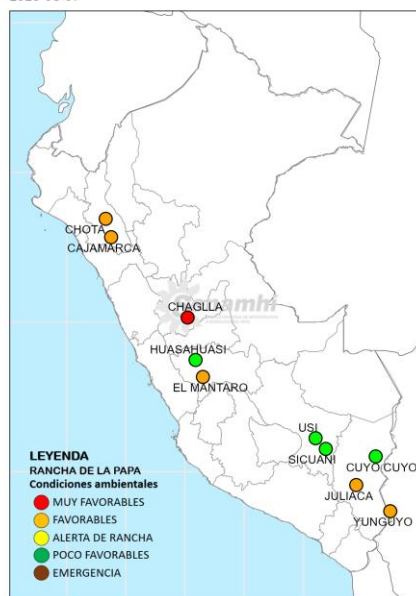 CHOTA
CAJAMARCA
CHAGLLA
HUASAHUASI
EL MANTARO
USI
SICUANI
CUYO CUYO
JULIACA
YUNGUYO
LEYENDA
RANCHA DE LA PAPA
Condiciones ambientales
MUY FAVORABLES
FAVORABLES
ALERTA DE RANCHA
POCO FAVORABLES
EMERGENCIA